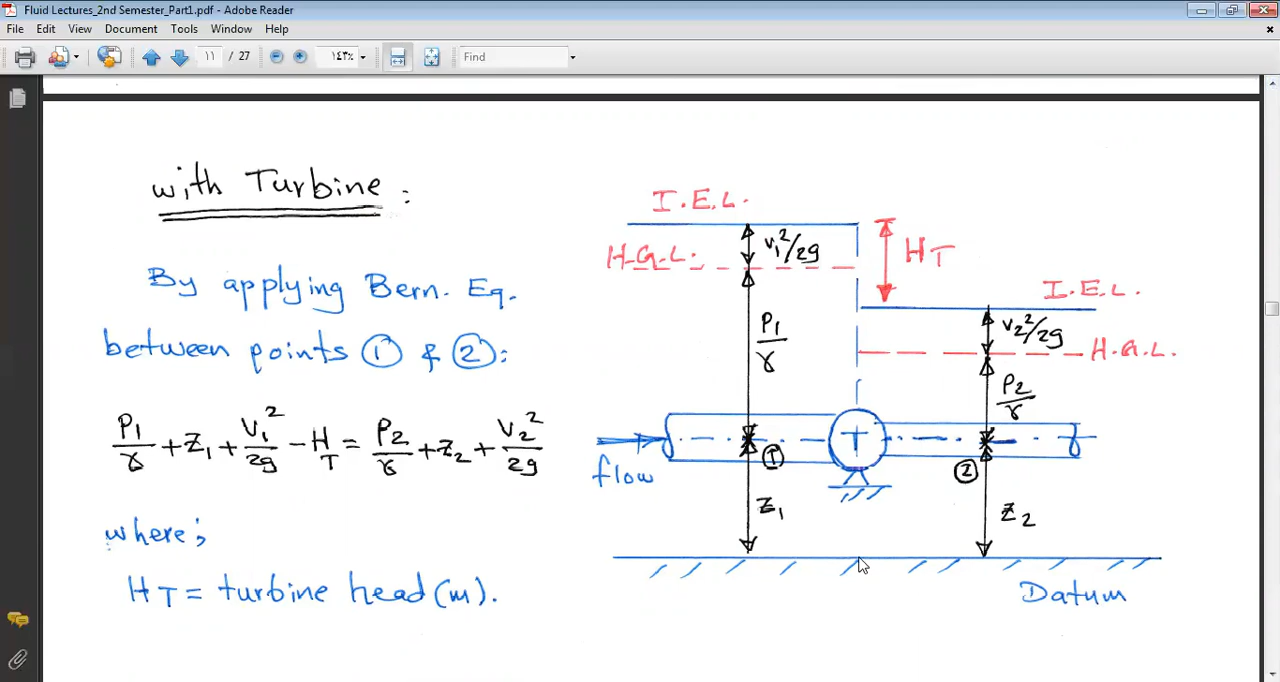 Fluid Lectures_2nd Semester_Part1.pdf - Adobe Reader
File Edit View Document Tools Window Help
١١ / 27 ١٤٣% Find
with Turbine :
By applying Bern. Eq.
between points ① & ②:
P1/γ + Z1 + V1²/2g - HT = P2/γ + Z2 + V2²/2g
where;
HT = turbine head (m).
I.E.L.
H.G.L.
V1²/2g
HT
I.E.L.
P1/γ
V2²/2g
H.G.L.
P2/γ
T
flow
①
②
Z1
Z2
Datum